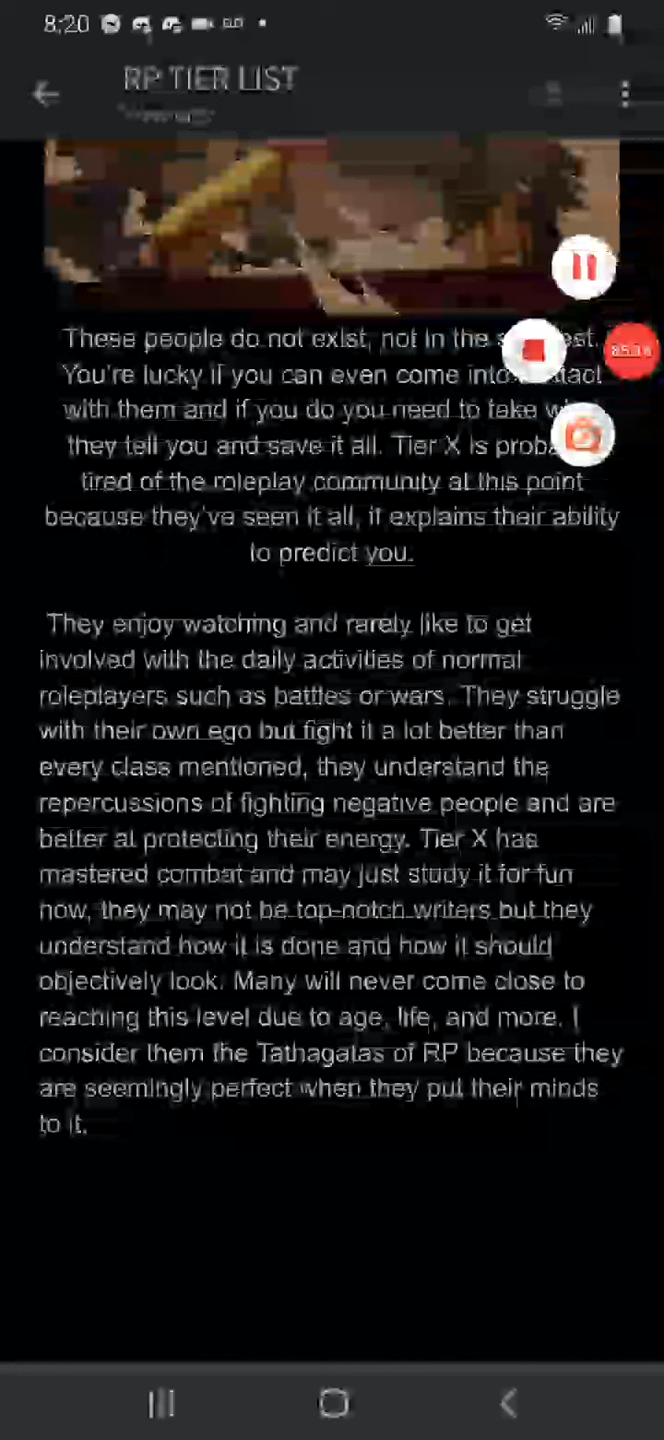 8:20
RP TIER LIST
These people do not exist, not in the
You're lucky if you can even come into
with them and if you do you need to take
they tell you and save it all. Tier X is
tired of the roleplay community at this point
because they've seen it all, it explains their ability
to predict you.
They enjoy watching and rarely like to get
involved with the daily activities of normal
roleplayers such as battles or wars. They struggle
with their own ego but fight it a lot better than
every class mentioned, they understand the
repercussions of fighting negative people and are
better at protecting their energy. Tier X has
mastered combat and may just study it for fun
now, they may not be top-notch writers but they
understand how it is done and how it should
objectively look. Many will never come close to
reaching this level due to age, life, and more. I
consider them the Tathagatas of RP because they
are seemingly perfect when they put their minds
to it.